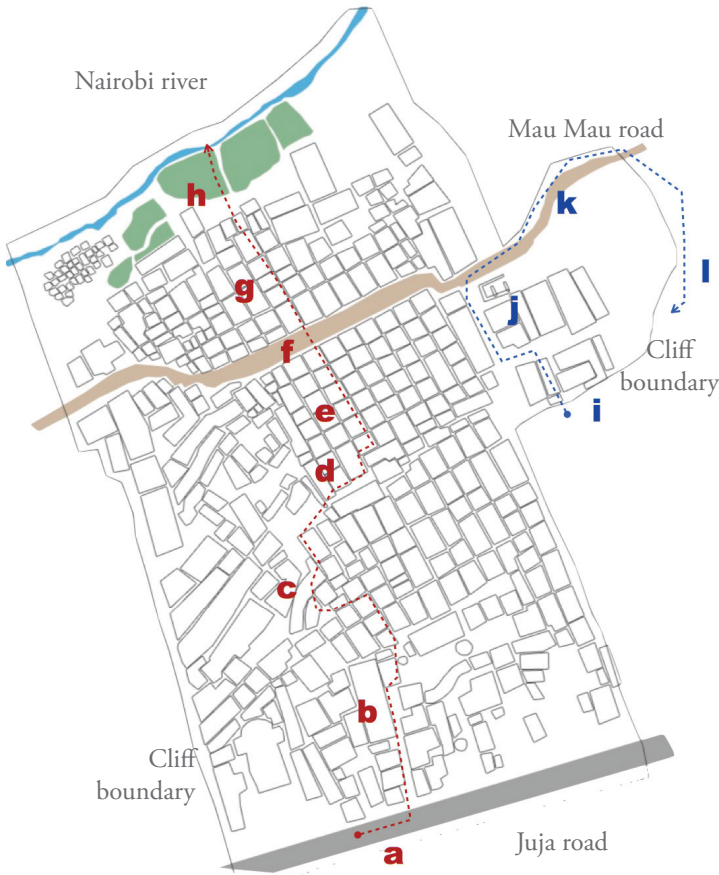 Nairobi river
Mau Mau road
h
k
g
l
j
f
Cliff
boundary
e
i
d
c
b
Cliff
boundary
Juja road
a